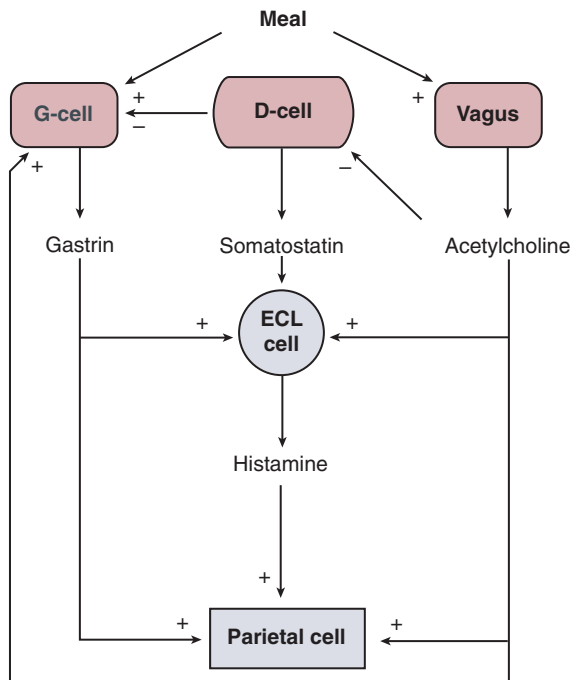 Meal
G-cell
+
–
D-cell
+
Vagus
+
–
Gastrin
Somatostatin
Acetylcholine
+
ECL
cell
+
Histamine
+
+
Parietal cell
+